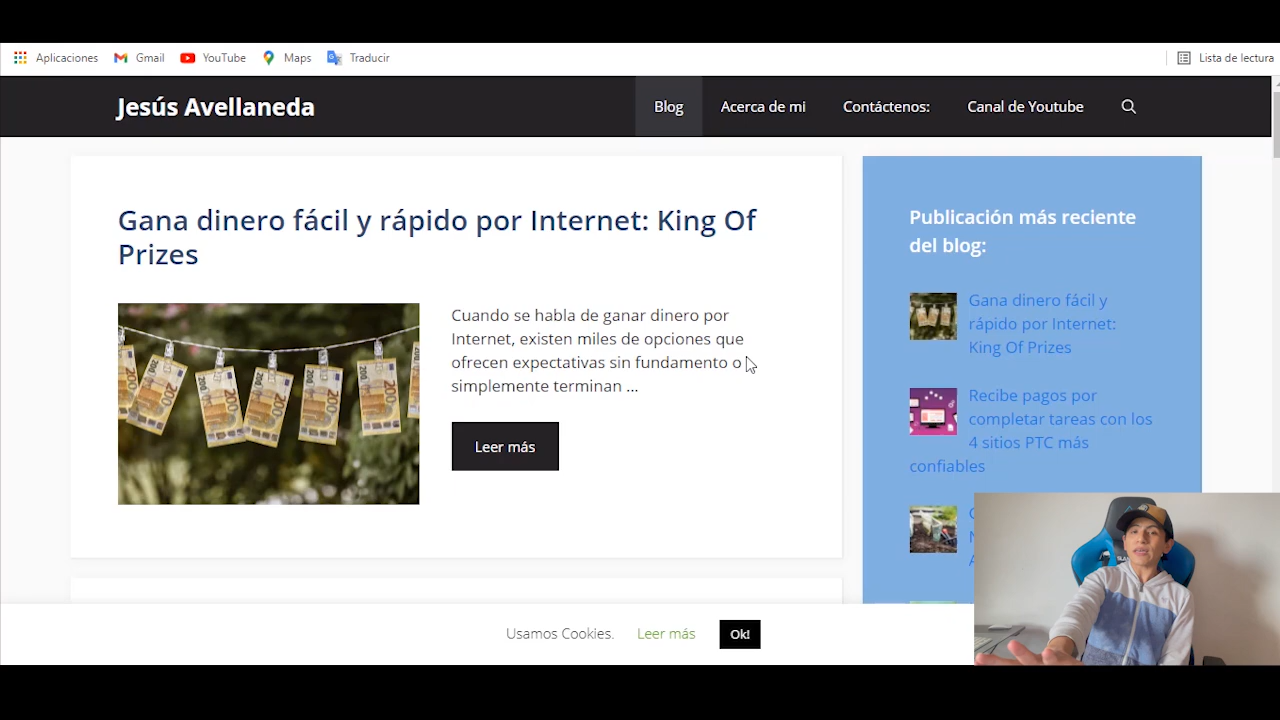 Aplicaciones Gmail YouTube Maps Traducir Lista de lectura
Jesús Avellaneda Blog Acerca de mi Contáctenos: Canal de Youtube
Gana dinero fácil y rápido por Internet: King Of
Prizes
Cuando se habla de ganar dinero por
Internet, existen miles de opciones que
ofrecen expectativas sin fundamento o
simplemente terminan ...
Leer más
Publicación más reciente
del blog:
Gana dinero fácil y
rápido por Internet:
King Of Prizes
Recibe pagos por
completar tareas con los
4 sitios PTC más
confiables
Usamos Cookies. Leer más Ok!